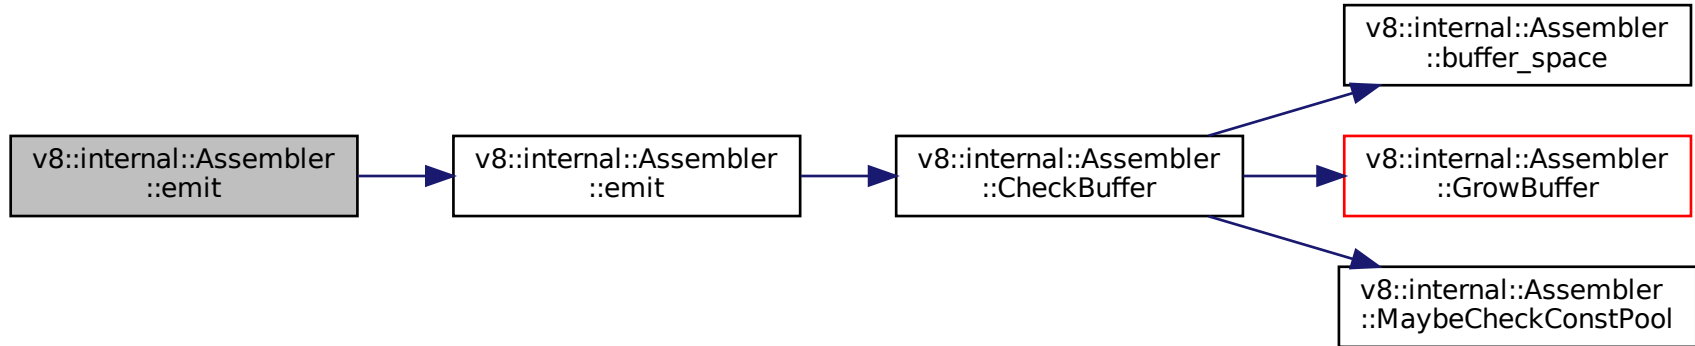 v8::internal::Assembler
::emit
v8::internal::Assembler
::emit
v8::internal::Assembler
::CheckBuffer
v8::internal::Assembler
::buffer_space
v8::internal::Assembler
::GrowBuffer
v8::internal::Assembler
::MaybeCheckConstPool